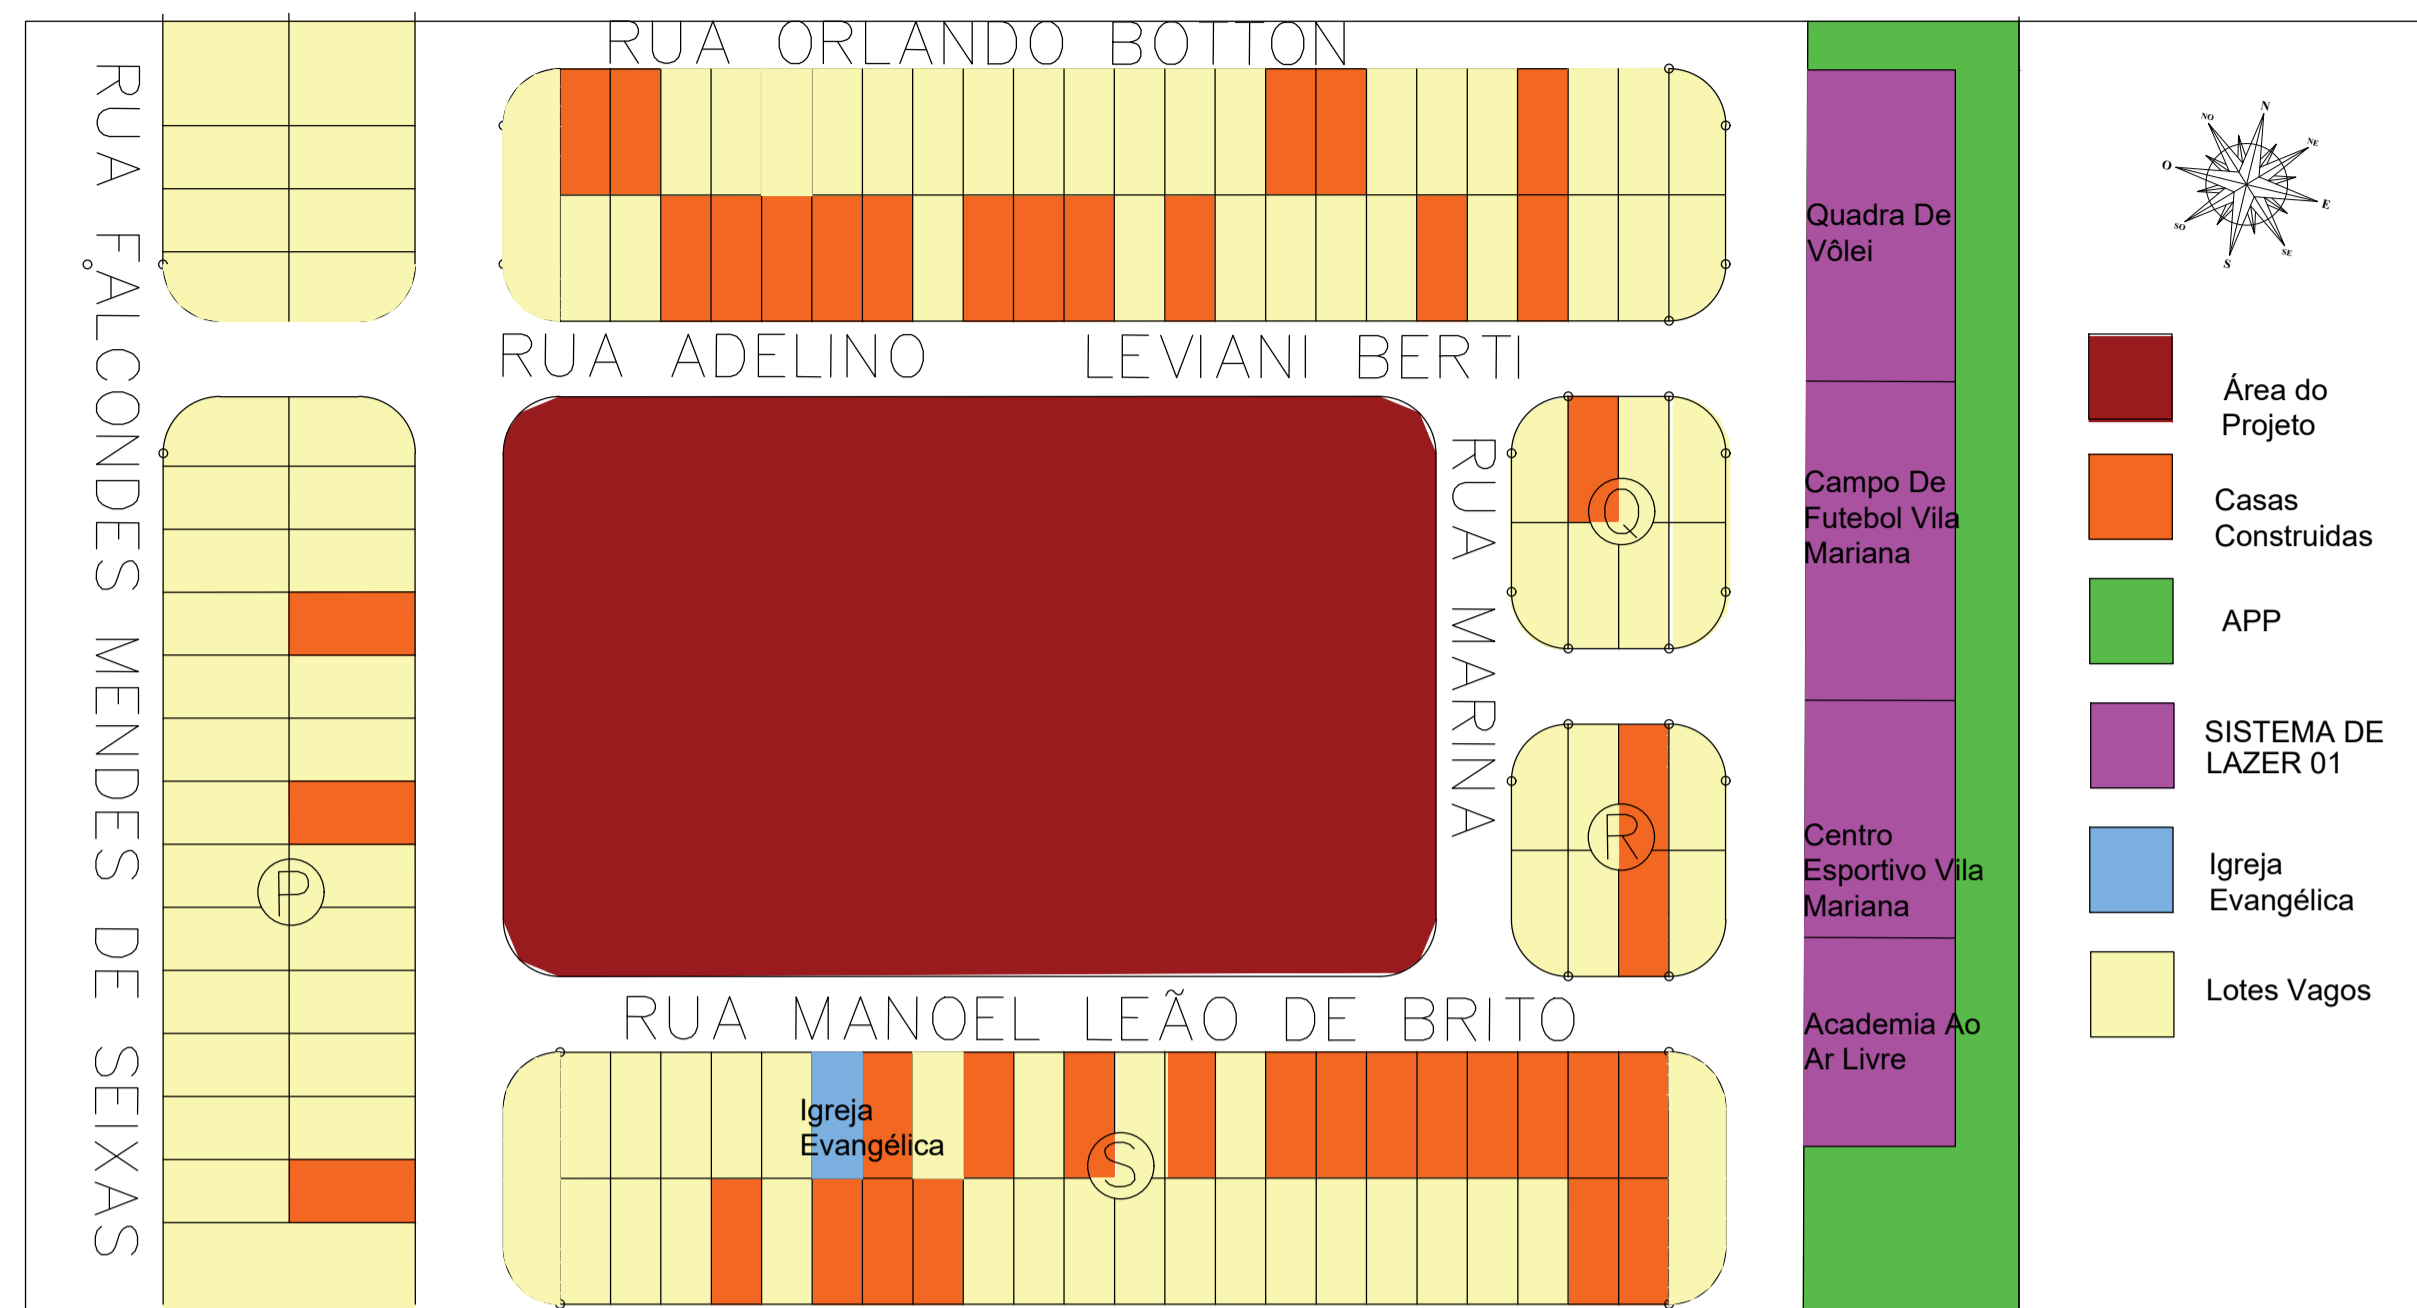 RUA ORLANDO BOTTON
RUA FALCONDES MENDES DE SEIXAS
RUA ADELINO LEVIANI BERTI
RUA MARINA
Q
R
P
RUA MANOEL LEÃO DE BRITO
Igreja
Evangélica
S
Quadra De
Vôlei
Campo De
Futebol Vila
Mariana
Centro
Esportivo Vila
Mariana
Academia Ao
Ar Livre
N
NE
E
SE
S
SO
O
NO
Área do
Projeto
Casas
Construidas
APP
SISTEMA DE
LAZER 01
Igreja
Evangélica
Lotes Vagos